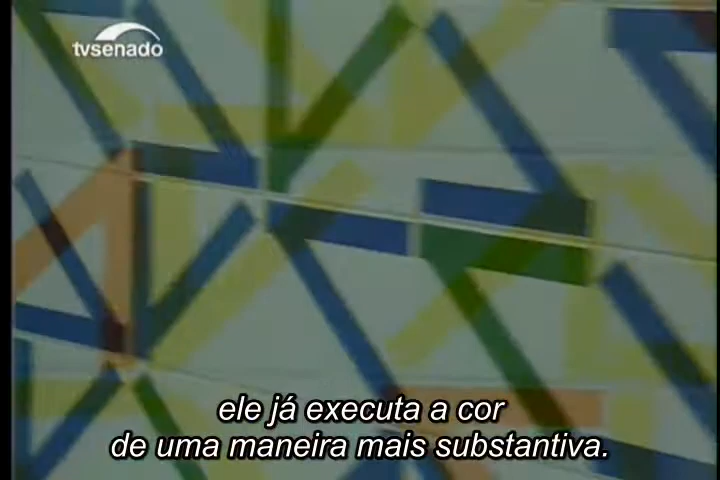 tvsenado
ele já executa a cor
de uma maneira mais substantiva.